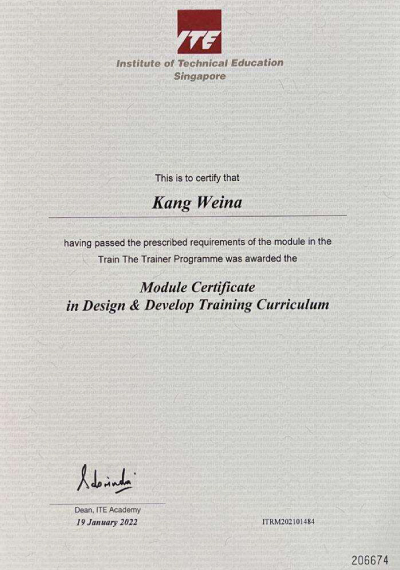 ITE
Institute of Technical Education
Singapore
This is to certify that
Kang Weina
having passed the prescribed requirements of the module in the
Train The Trainer Programme was awarded the
Module Certificate
in Design & Develop Training Curriculum
Dean, ITE Academy
19 January 2022
ITRM202101484
206674